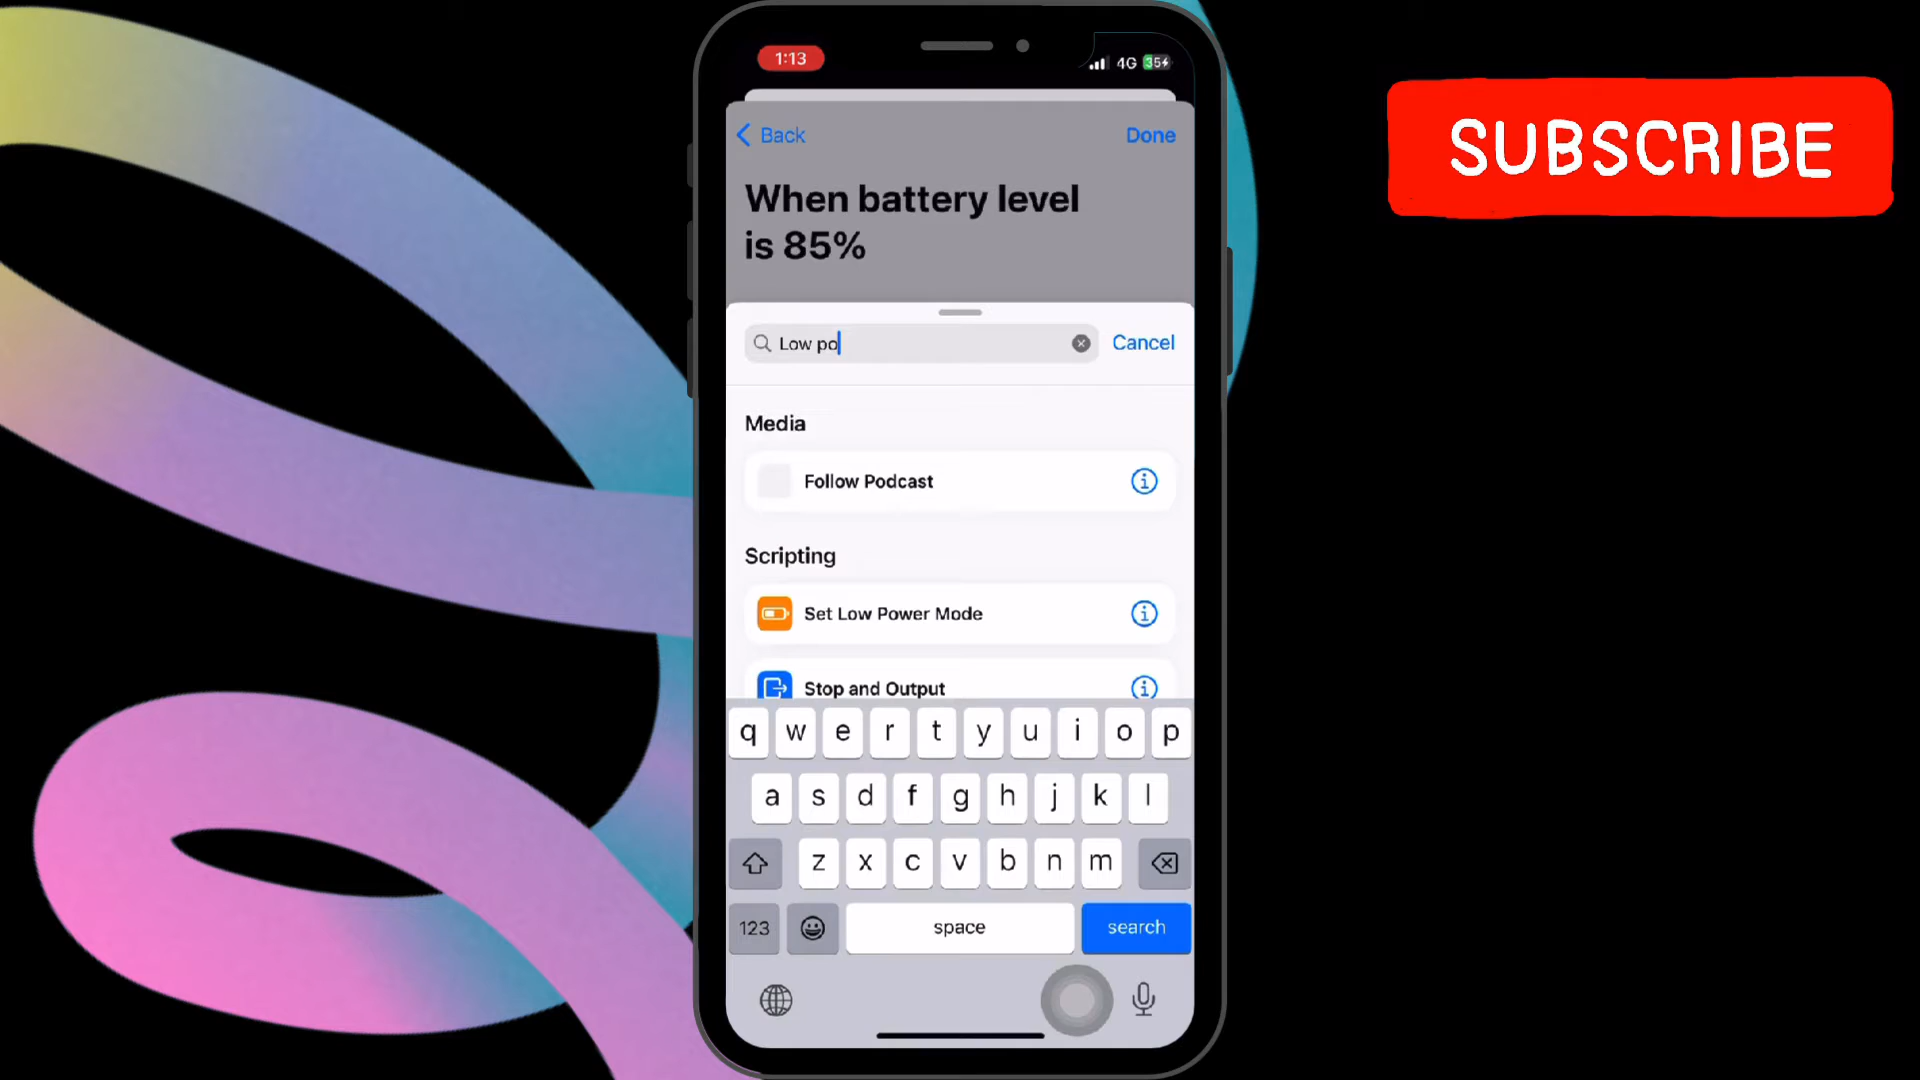 1:13
4G 35
SUBSCRIBE
Back
Done
When battery level
is 85%
Low po
Cancel
Media
Follow Podcast
Scripting
Set Low Power Mode
Stop and Output
q w e r t y u i o p
a s d f g h j k l
z x c v b n m
123
space
search